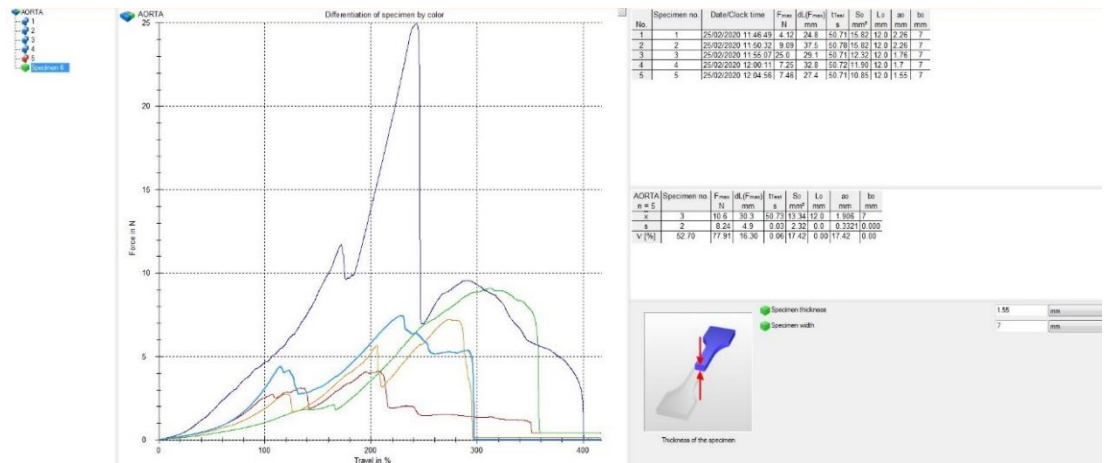 AORTA
1
2
3
4
5
Specimen 6
AORTA
Differentiation of specimen by color
Force in N
25
20
15
10
5
0
0 100 200 300 400
Travel in %
Specimen no. Date/Clock time Fmax dL(Fmax) tTest S0 L0 a0 b0
No. N mm s mm² mm mm mm
1 1 25/02/2020 11:46:49 4.12 24.8 50.71 15.82 12.0 2.26 7
2 2 25/02/2020 11:50:32 9.09 37.5 50.78 15.82 12.0 2.26 7
3 3 25/02/2020 11:55:07 25.0 29.1 50.71 12.32 12.0 1.76 7
4 4 25/02/2020 12:00:11 7.25 32.8 50.72 11.90 12.0 1.7 7
5 5 25/02/2020 12:04:56 7.46 27.4 50.71 10.85 12.0 1.55 7
AORTA Specimen no. Fmax dL(Fmax) tTest S0 L0 a0 b0
n = 5 N mm s mm² mm mm mm
x̄ 3 10.6 30.3 50.73 13.34 12.0 1.906 7
s 2 8.24 4.9 0.03 2.32 0.0 0.3321 0.000
ν [%] 52.70 77.91 16.30 0.06 17.42 0.00 17.42 0.00
Specimen thickness 1.55 mm
Specimen width 7 mm
Thickness of the specimen